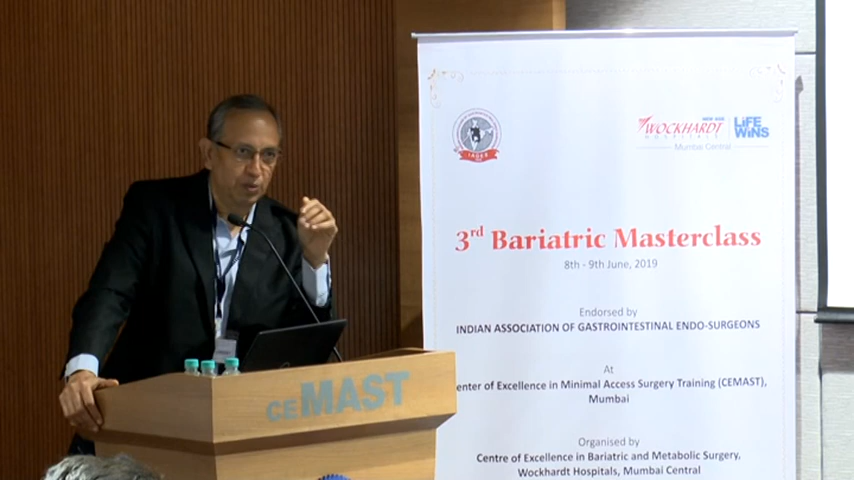 WOCKHARDT
HOSPITALS
LIFE
WINS
Mumbai Central
3rd Bariatric Masterclass
8th - 9th June, 2019
Endorsed by
INDIAN ASSOCIATION OF GASTROINTESTINAL ENDO-SURGEONS
At
enter of Excellence in Minimal Access Surgery Training (CEMAST),
Mumbai
Organised by
Centre of Excellence in Bariatric and Metabolic Surgery,
Wockhardt Hospitals, Mumbai Central
C.E MAST